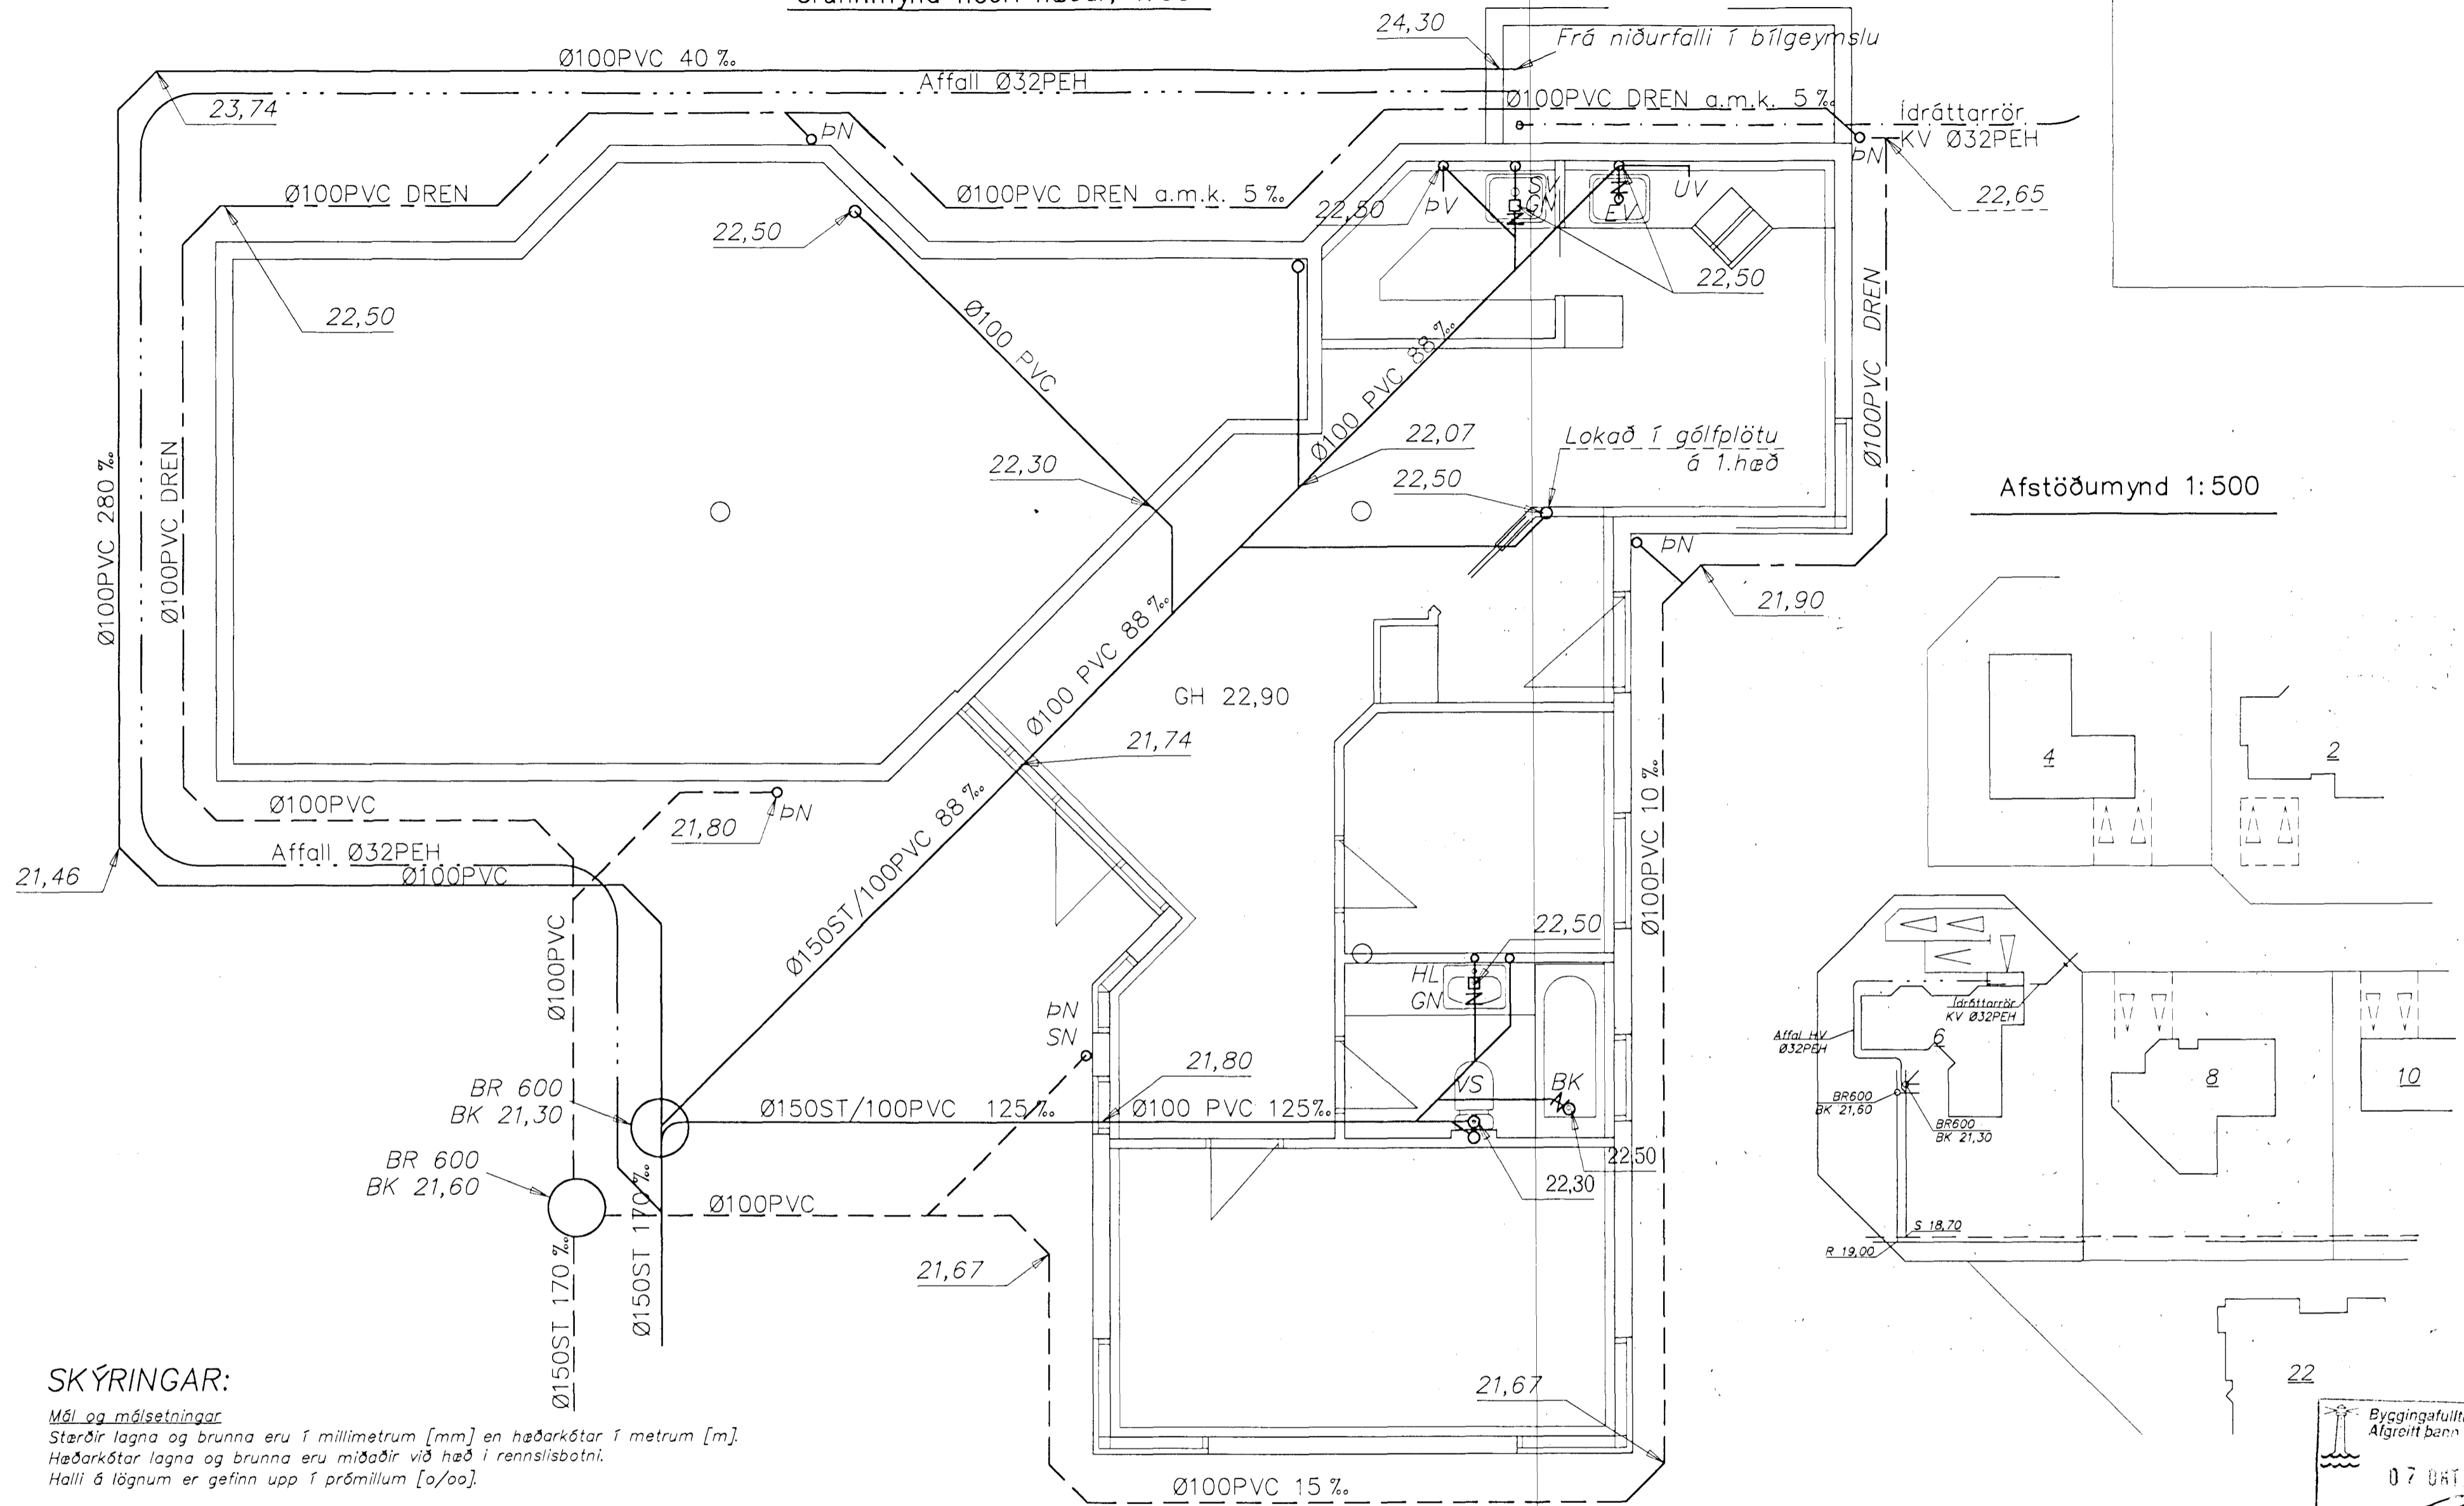 24,30
Frá niðurfalli í bílgeymslu
Ø100PVC 40‰
Affall Ø32PEH
23,74
Ø100PVC DREN a.m.k. 5‰
Ídráttarrör
KV Ø32PEH
ÞN
ÞN
22,65
Ø100PVC DREN
Ø100PVC DREN a.m.k. 5‰
22,50
ÞV
SV
GN
EV
UV
22,50
22,50
22,50
Ø100 PVC
Ø100 PVC 88‰
Ø100PVC DREN
22,07
22,30
22,50
Lokað í gólfplötu
á 1.hæð
Ø100PVC 280‰
Ø100PVC DREN
ÞN
21,90
Afstöðumynd 1:500
Ø100 PVC 88‰
GH 22,90
21,74
Ø150ST/100PVC 88‰
Ø100PVC 10‰
Ø100PVC
21,80
ÞN
Affall Ø32PEH
Ø100PVC
21,46
Ø100PVC
22,50
HL
GN
ÞN
SN
21,80
VS
BK
BR 600
BK 21,30
Ø150ST/100PVC 125‰
Ø100 PVC 125‰
22,50
22,30
BR 600
BK 21,60
Ø150ST 170‰
Ø150ST 170‰
Ø100PVC
21,67
21,67
Ø100PVC 15‰
4
2
Ídráttarrör
KV Ø32PEH
Affal HV
Ø32PEH
6
8
10
BR600
BK 21,60
BR600
BK 21,30
S 18,70
R 19,00
22
SKÝRINGAR:
Mál og málsetningar
Stærðir lagna og brunna eru í millimetrum [mm] en hæðarkótar í metrum [m].
Hæðarkótar lagna og brunna eru miðaðir við hæð i rennslisbotni.
Halli á lögnum er gefinn upp í prómillum [o/oo].
Afgreitt þann
07 OKT